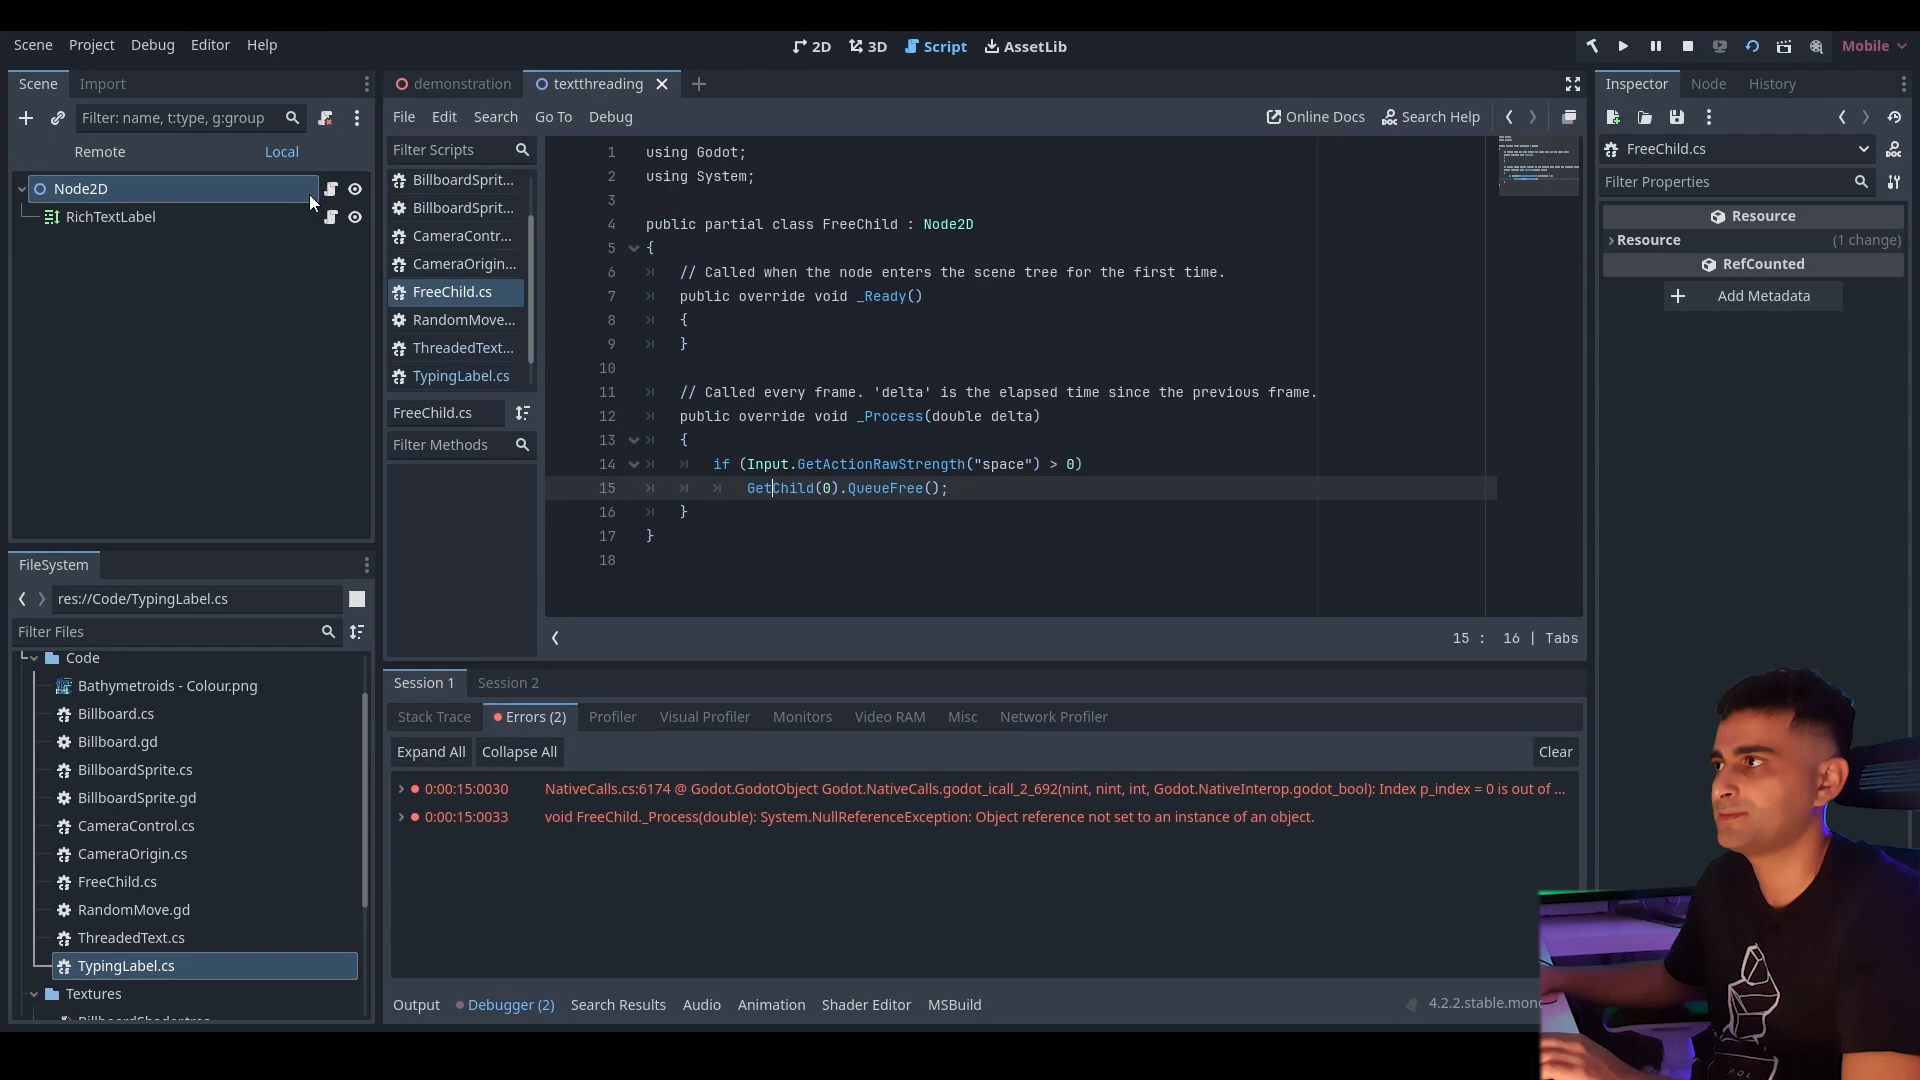 Scene Project Debug Editor Help
2D 3D Script AssetLib
Mobile
Scene Import
Filter: name, t:type, g:group
Remote Local
Node2D
RichTextLabel
FileSystem
res://Code/TypingLabel.cs
Filter Files
Code
Bathymetroids - Colour.png
Billboard.cs
Billboard.gd
BillboardSprite.cs
BillboardSprite.gd
CameraControl.cs
CameraOrigin.cs
FreeChild.cs
RandomMove.gd
ThreadedText.cs
TypingLabel.cs
Textures
demonstration textthreading
File Edit Search Go To Debug
Online Docs Search Help
Filter Scripts
BillboardSprit...
BillboardSprit...
CameraContr...
CameraOrigin...
FreeChild.cs
RandomMove...
ThreadedText...
TypingLabel.cs
FreeChild.cs
Filter Methods
1 using Godot;
2 using System;
3
4 public partial class FreeChild : Node2D
5 {
6 // Called when the node enters the scene tree for the first time.
7 public override void _Ready()
8 {
9 }
10
11 // Called every frame. 'delta' is the elapsed time since the previous frame.
12 public override void _Process(double delta)
13 {
14 if (Input.GetActionRawStrength("space") > 0)
15 GetChild(0).QueueFree();
16 }
17 }
18
15 : 16 | Tabs
Session 1 Session 2
Stack Trace Errors (2) Profiler Visual Profiler Monitors Video RAM Misc Network Profiler
Expand All Collapse All Clear
0:00:15:0030 NativeCalls.cs:6174 @ Godot.GodotObject Godot.NativeCalls.godot_icall_2_692(nint, nint, int, Godot.NativeInterop.godot_bool): Index p_index = 0 is out of ...
0:00:15:0033 void FreeChild._Process(double): System.NullReferenceException: Object reference not set to an instance of an object.
Output Debugger (2) Search Results Audio Animation Shader Editor MSBuild
4.2.2.stable.mono
Inspector Node History
FreeChild.cs
Filter Properties
Resource
Resource (1 change)
RefCounted
Add Metadata